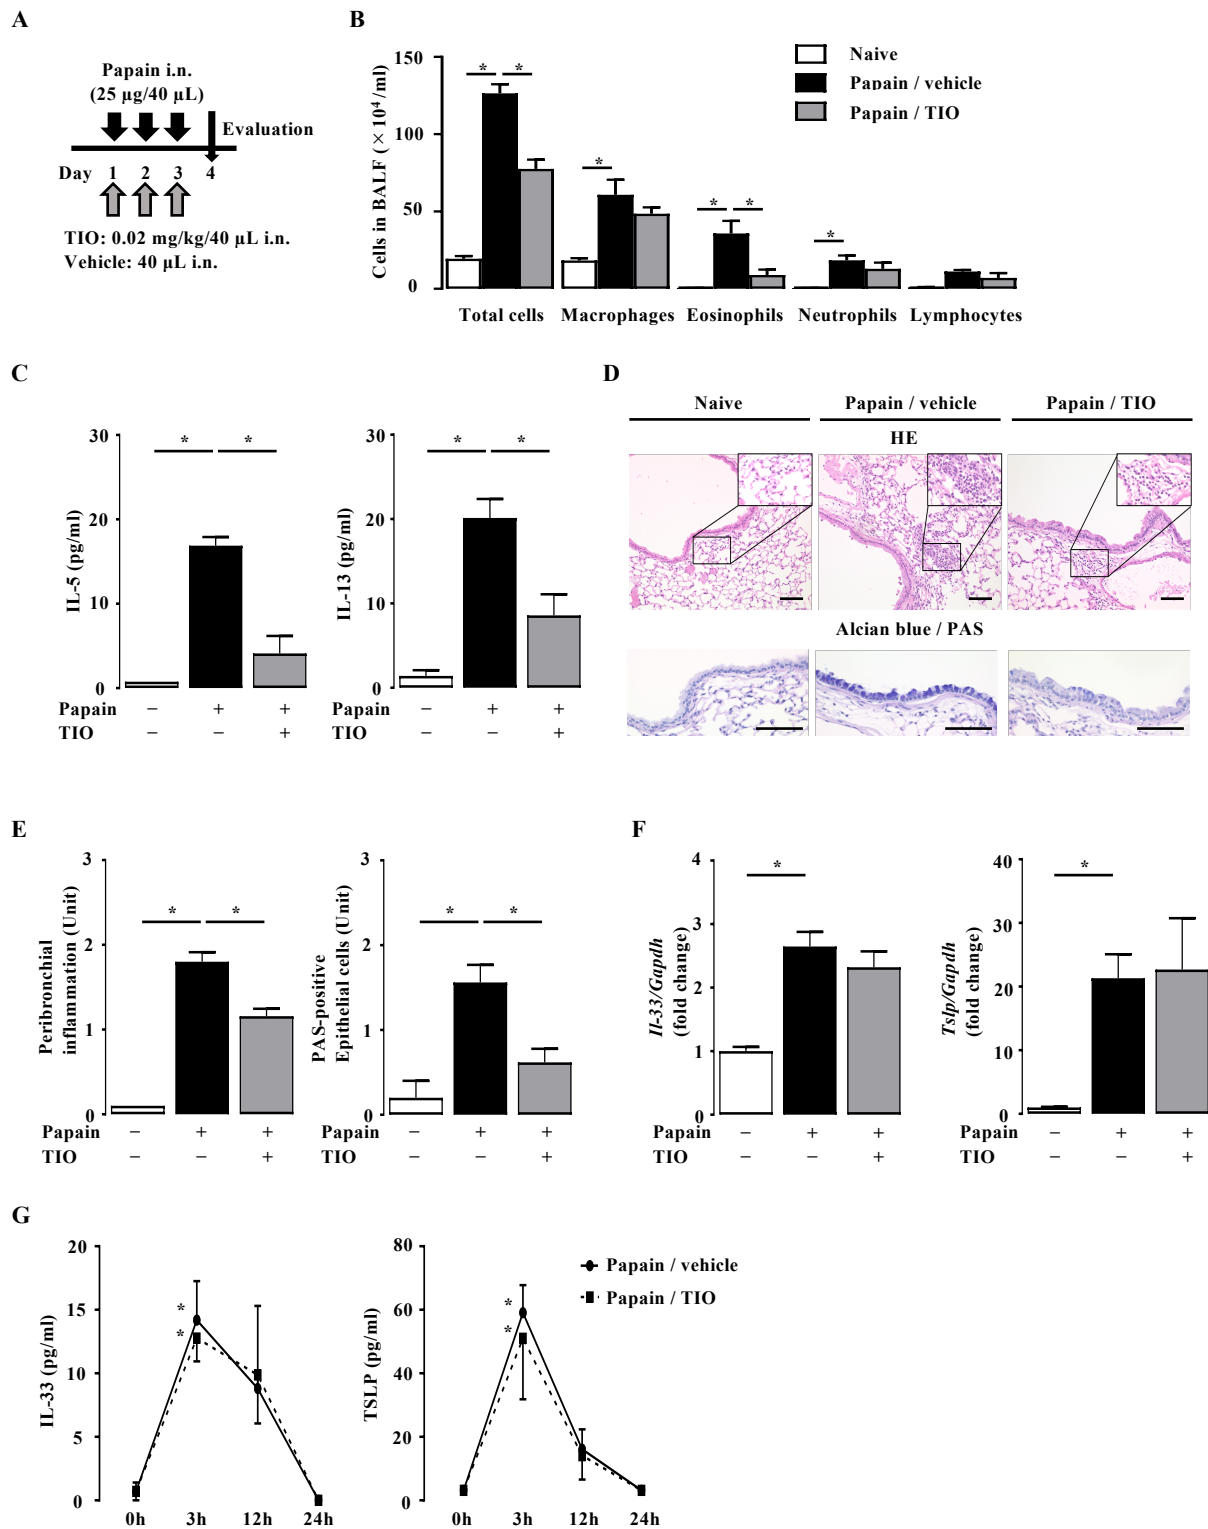 A
Papain i.n.
(25 µg/40 µL)
Evaluation
Day 1 2 3 4
TIO: 0.02 mg/kg/40 µL i.n.
Vehicle: 40 µL i.n.
B
Cells in BALF (×10⁴/ml)
150
100
50
0
* * * * * *
Total cells Macrophages Eosinophils Neutrophils Lymphocytes
Naive
Papain / vehicle
Papain / TIO
C
IL-5 (pg/ml)
30
20
10
0
* *
Papain − + +
TIO − − +
IL-13 (pg/ml)
30
20
10
0
* *
Papain − + +
TIO − − +
D
Naive Papain / vehicle Papain / TIO
HE
Alcian blue / PAS
E
Peribronchial
inflammation (Unit)
3
2
1
0
* *
Papain − + +
TIO − − +
PAS-positive
Epithelial cells (Unit)
3
2
1
0
* *
− + +
− − +
F
Il-33/Gapdh
(fold change)
4
3
2
1
0
*
Papain − + +
TIO − − +
Tslp/Gapdh
(fold change)
40
30
20
10
0
*
Papain − + +
TIO − − +
G
IL-33 (pg/ml)
20
15
10
5
0
*
*
0h 3h 12h 24h
TSLP (pg/ml)
80
60
40
20
0
*
*
0h 3h 12h 24h
Papain / vehicle
Papain / TIO